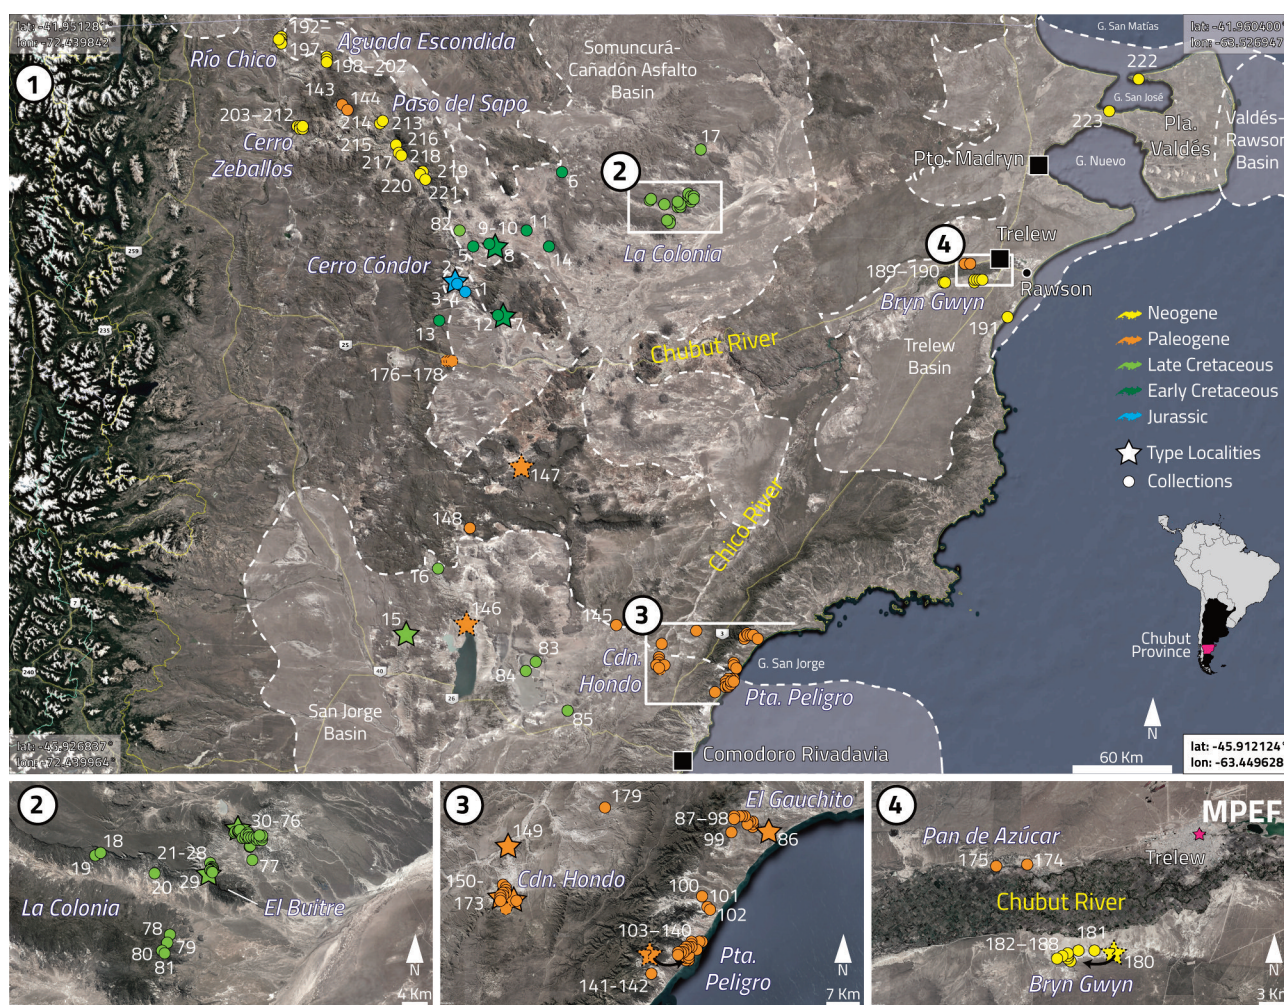 lat: -41.951281°
lon: -72.439842°
1
192–
197
Río Chico
Aguada Escondida
198–202
143
144
Paso del Sapo
203–212
Cerro
Zeballos
214
213
215
216
217
218
219
220
221
Somuncurá-
Cañadón Asfalto
Basin
17
6
2
La Colonia
82
9-10
11
5
8
14
Cerro Cóndor
2
1
3-4
12
7
13
25
259
235
176–178
Chubut River
147
148
16
Chico River
15
146
83
84
85
40
26
7
240
San Jorge
Basin
145
3
3
Cdn.
Hondo
G. San Jorge
Pta. Peligro
Comodoro Rivadavia
lat: -45.926837°
lon: -72.439964°
lat: -41.960400°
lon: -63.526947°
G. San Matías
222
G. San José
223
Pla.
Valdés
Valdés-
Rawson
Basin
Pto. Madryn
G. Nuevo
4
Trelew
189–190
Bryn Gwyn
Rawson
191
Trelew
Basin
Neogene
Paleogene
Late Cretaceous
Early Cretaceous
Jurassic
Type Localities
Collections
Chubut
Province
N
60 Km
lat: -45.912124°
lon: -63.449628°
2
18
19
20
21-28
29
30-76
77
La Colonia
El Buitre
78
79
80
81
N
4 Km
3
179
El Gauchito
87–98
99
86
149
Cdn. Hondo
150-
173
100
101
102
103–140
Pta.
Peligro
141-142
N
7 Km
4
MPEF
Pan de Azúcar
175
174
Trelew
Chubut River
182–188
181
180
Bryn Gwyn
N
3 Km